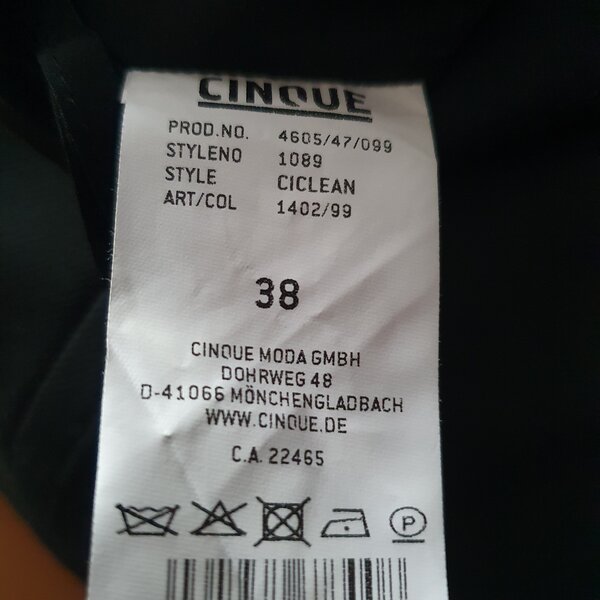 CINQUE
PROD.NO. 4605/47/099
STYLENO 1089
STYLE CICLEAN
ART/COL 1402/99
38
CINQUE MODA GMBH
DOHRWEG 48
D-41066 MÖNCHENGLADBACH
WWW.CINQUE.DE
C.A. 22465
P